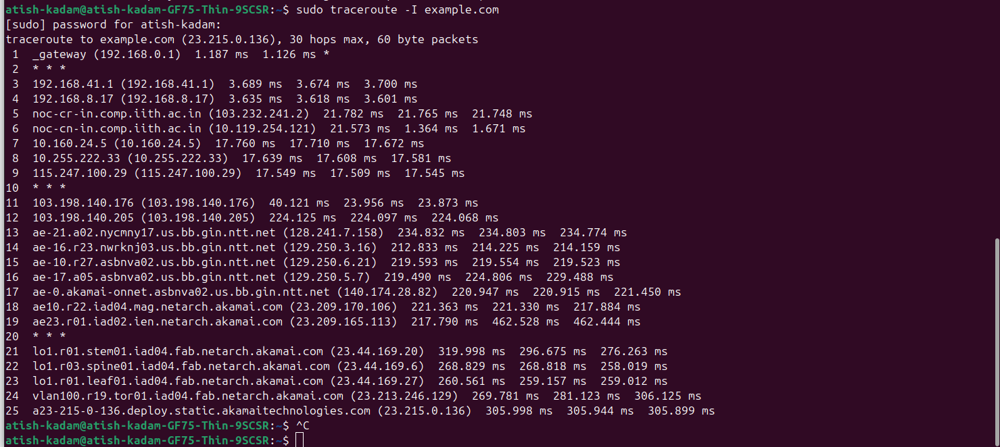 atish-kadam@atish-kadam-GF75-Thin-9SCSR:~$ sudo traceroute -I example.com
[sudo] password for atish-kadam:
traceroute to example.com (23.215.0.136), 30 hops max, 60 byte packets
 1  _gateway (192.168.0.1)  1.187 ms  1.126 ms *
 2  * * *
 3  192.168.41.1 (192.168.41.1)  3.689 ms  3.674 ms  3.700 ms
 4  192.168.8.17 (192.168.8.17)  3.635 ms  3.618 ms  3.601 ms
 5  noc-cr-in.comp.iith.ac.in (103.232.241.2)  21.782 ms  21.765 ms  21.748 ms
 6  noc-cn-in.comp.iith.ac.in (10.119.254.121)  21.573 ms  1.364 ms  1.671 ms
 7  10.160.24.5 (10.160.24.5)  17.760 ms  17.710 ms  17.672 ms
 8  10.255.222.33 (10.255.222.33)  17.639 ms  17.608 ms  17.581 ms
 9  115.247.100.29 (115.247.100.29)  17.549 ms  17.509 ms  17.545 ms
10  * * *
11  103.198.140.176 (103.198.140.176)  40.121 ms  23.956 ms  23.873 ms
12  103.198.140.205 (103.198.140.205)  224.125 ms  224.097 ms  224.068 ms
13  ae-21.a02.nycmny17.us.bb.gin.ntt.net (128.241.7.158)  234.832 ms  234.803 ms  234.774 ms
14  ae-16.r23.nwrknj03.us.bb.gin.ntt.net (129.250.3.16)  212.833 ms  214.225 ms  214.159 ms
15  ae-10.r27.asbnva02.us.bb.gin.ntt.net (129.250.6.21)  219.593 ms  219.554 ms  219.523 ms
16  ae-17.a05.asbnva02.us.bb.gin.ntt.net (129.250.5.7)  219.490 ms  224.806 ms  229.488 ms
17  ae-0.akamai-onnet.asbnva02.us.bb.gin.ntt.net (140.174.28.82)  220.947 ms  220.915 ms  221.450 ms
18  ae10.r22.iad04.mag.netarch.akamai.com (23.209.170.106)  221.363 ms  221.330 ms  217.884 ms
19  ae23.r01.iad02.ien.netarch.akamai.com (23.209.165.113)  217.790 ms  462.528 ms  462.444 ms
20  * * *
21  lo1.r01.stem01.iad04.fab.netarch.akamai.com (23.44.169.20)  319.998 ms  296.675 ms  276.263 ms
22  lo1.r03.spine01.iad04.fab.netarch.akamai.com (23.44.169.6)  268.829 ms  268.818 ms  258.019 ms
23  lo1.r01.leaf01.iad04.fab.netarch.akamai.com (23.44.169.27)  260.561 ms  259.157 ms  259.012 ms
24  vlan100.r19.tor01.iad04.fab.netarch.akamai.com (23.213.246.129)  269.781 ms  281.123 ms  306.125 ms
25  a23-215-0-136.deploy.static.akamaitechnologies.com (23.215.0.136)  305.998 ms  305.944 ms  305.899 ms
atish-kadam@atish-kadam-GF75-Thin-9SCSR:~$ ^C
atish-kadam@atish-kadam-GF75-Thin-9SCSR:~$